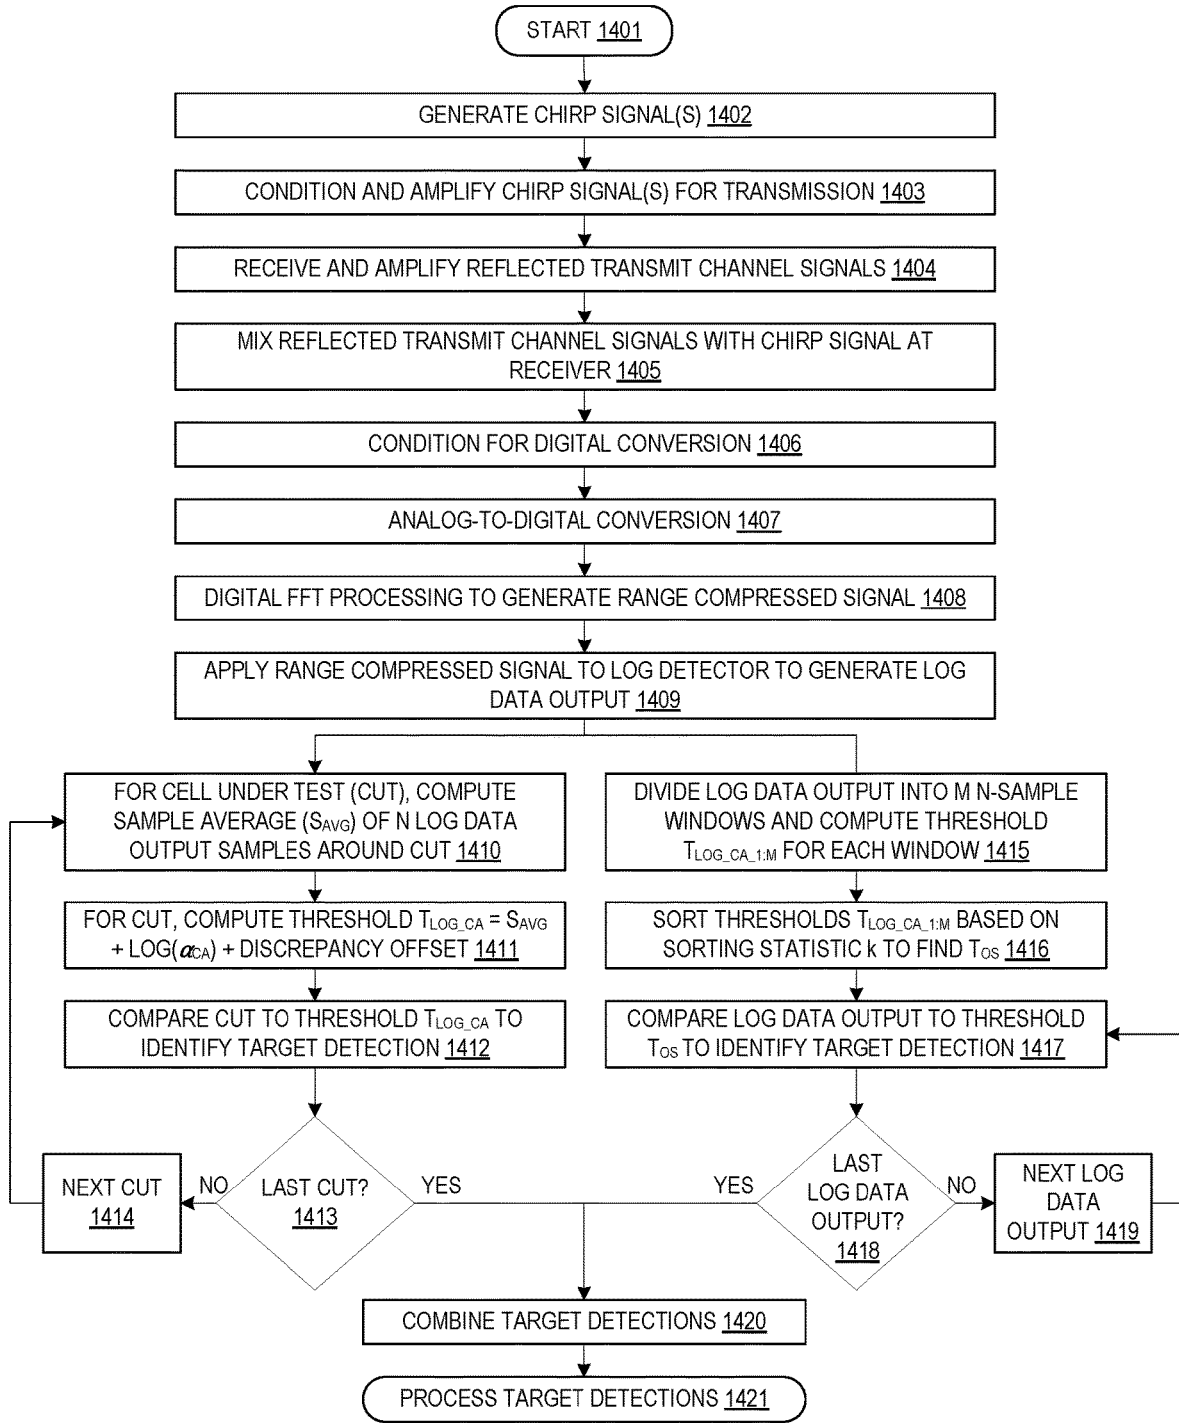 START 1401
GENERATE CHIRP SIGNAL(S) 1402
CONDITION AND AMPLIFY CHIRP SIGNAL(S) FOR TRANSMISSION 1403
RECEIVE AND AMPLIFY REFLECTED TRANSMIT CHANNEL SIGNALS 1404
MIX REFLECTED TRANSMIT CHANNEL SIGNALS WITH CHIRP SIGNAL AT
RECEIVER 1405
CONDITION FOR DIGITAL CONVERSION 1406
ANALOG-TO-DIGITAL CONVERSION 1407
DIGITAL FFT PROCESSING TO GENERATE RANGE COMPRESSED SIGNAL 1408
APPLY RANGE COMPRESSED SIGNAL TO LOG DETECTOR TO GENERATE LOG
DATA OUTPUT 1409
FOR CELL UNDER TEST (CUT), COMPUTE
SAMPLE AVERAGE (SAVG) OF N LOG DATA
OUTPUT SAMPLES AROUND CUT 1410
FOR CUT, COMPUTE THRESHOLD TLOG_CA = SAVG
+ LOG(αCA) + DISCREPANCY OFFSET 1411
COMPARE CUT TO THRESHOLD TLOG_CA TO
IDENTIFY TARGET DETECTION 1412
LAST CUT?
1413
NO
YES
NEXT CUT
1414
DIVIDE LOG DATA OUTPUT INTO M N-SAMPLE
WINDOWS AND COMPUTE THRESHOLD
TLOG_CA_1:M FOR EACH WINDOW 1415
SORT THRESHOLDS TLOG_CA_1:M BASED ON
SORTING STATISTIC k TO FIND TOS 1416
COMPARE LOG DATA OUTPUT TO THRESHOLD
TOS TO IDENTIFY TARGET DETECTION 1417
YES
LAST
LOG DATA
OUTPUT?
1418
NO
NEXT LOG
DATA
OUTPUT 1419
COMBINE TARGET DETECTIONS 1420
PROCESS TARGET DETECTIONS 1421